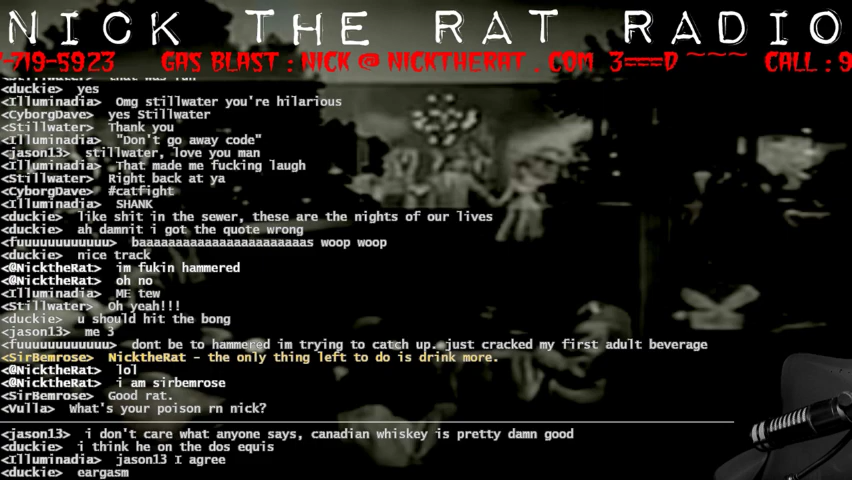 NICK THE RAT RADIO
7-719-5923 GAS BLAST : NICK @ NICKTHERAT . COM 3===D ~~~ CALL : 9
<Stillwater> that was fun
<duckie> yes
<Illuminadia> Omg stillwater you're hilarious
<CyborgDave> yes Stillwater
<Stillwater> Thank you
<Illuminadia> "Don't go away code"
<jason13> stillwater, love you man
<Illuminadia> That made me fucking laugh
<Stillwater> Right back at ya
<CyborgDave> #catfight
<Illuminadia> SHANK
<duckie> like shit in the sewer, these are the nights of our lives
<duckie> ah damnit i got the quote wrong
<fuuuuuuuuuuuu> baaaaaaaaaaaaaaaaaaaaaaas woop woop
<duckie> nice track
<@NicktheRat> im fukin hammered
<@NicktheRat> oh no
<Illuminadia> ME tew
<Stillwater> Oh yeah!!!
<duckie> u should hit the bong
<jason13> me 3
<fuuuuuuuuuuuu> dont be to hammered im trying to catch up. just cracked my first adult beverage
<SirBemrose> NicktheRat - the only thing left to do is drink more.
<@NicktheRat> lol
<@NicktheRat> i am sirbemrose
<SirBemrose> Good rat.
<Vulla> What's your poison rn nick?
<jason13> i don't care what anyone says, canadian whiskey is pretty damn good
<duckie> i think he on the dos equis
<Illuminadia> jason13 I agree
<duckie> eargasm